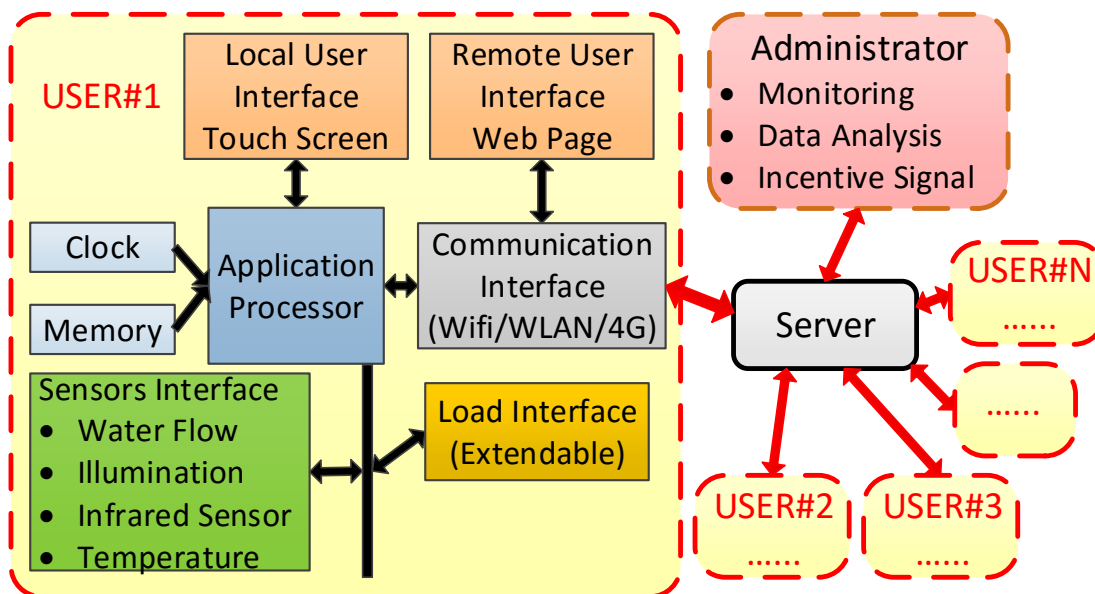 USER#1
Local User
Interface
Touch Screen
Remote User
Interface
Web Page
Administrator
• Monitoring
• Data Analysis
• Incentive Signal
Clock
Memory
Application
Processor
Communication
Interface
(Wifi/WLAN/4G)
Server
USER#N
......
......
Sensors Interface
• Water Flow
• Illumination
• Infrared Sensor
• Temperature
Load Interface
(Extendable)
USER#2
......
USER#3
......